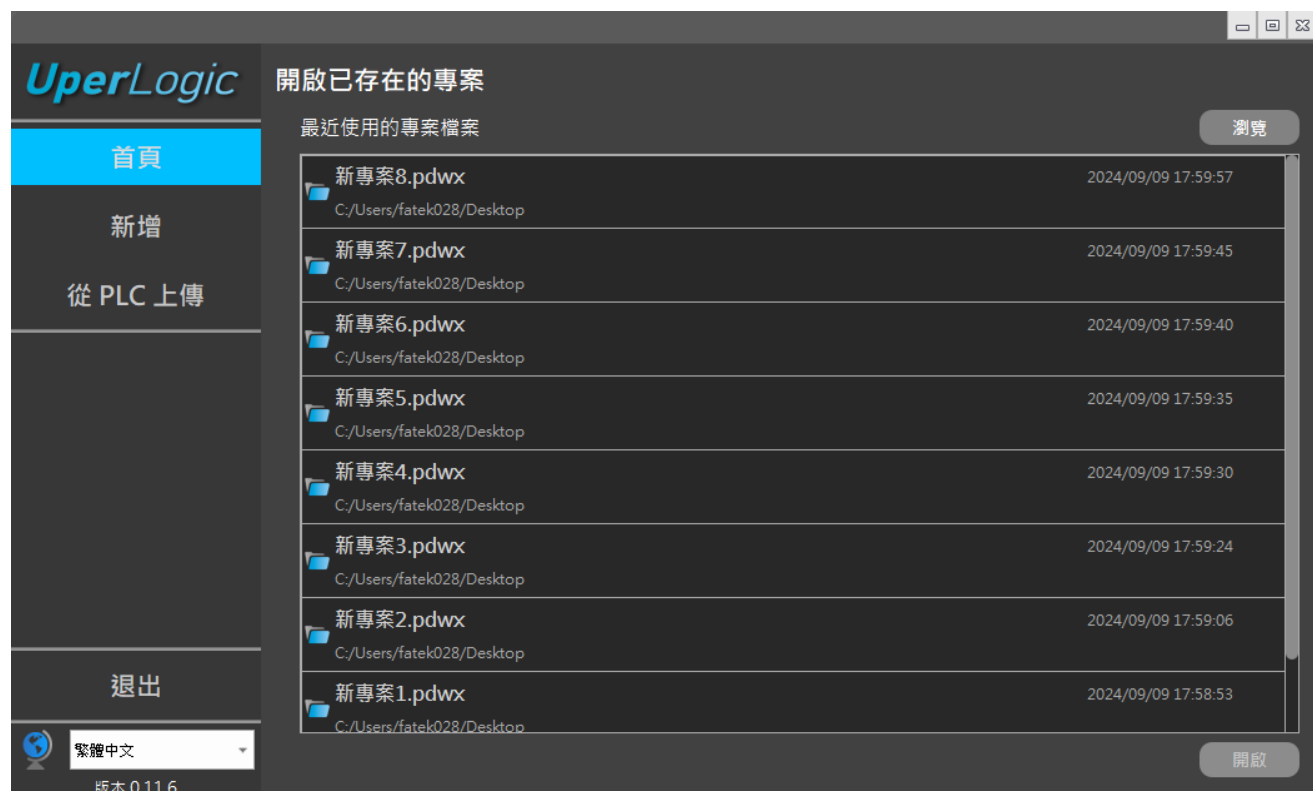 UperLogic
首頁
新增
從 PLC 上傳
退出
繁體中文
版本 0.11.6
開啟已存在的專案
最近使用的專案檔案
瀏覽
新專案8.pdwx 2024/09/09 17:59:57
C:/Users/fatek028/Desktop
新專案7.pdwx 2024/09/09 17:59:45
C:/Users/fatek028/Desktop
新專案6.pdwx 2024/09/09 17:59:40
C:/Users/fatek028/Desktop
新專案5.pdwx 2024/09/09 17:59:35
C:/Users/fatek028/Desktop
新專案4.pdwx 2024/09/09 17:59:30
C:/Users/fatek028/Desktop
新專案3.pdwx 2024/09/09 17:59:24
C:/Users/fatek028/Desktop
新專案2.pdwx 2024/09/09 17:59:06
C:/Users/fatek028/Desktop
新專案1.pdwx 2024/09/09 17:58:53
C:/Users/fatek028/Desktop
開啟